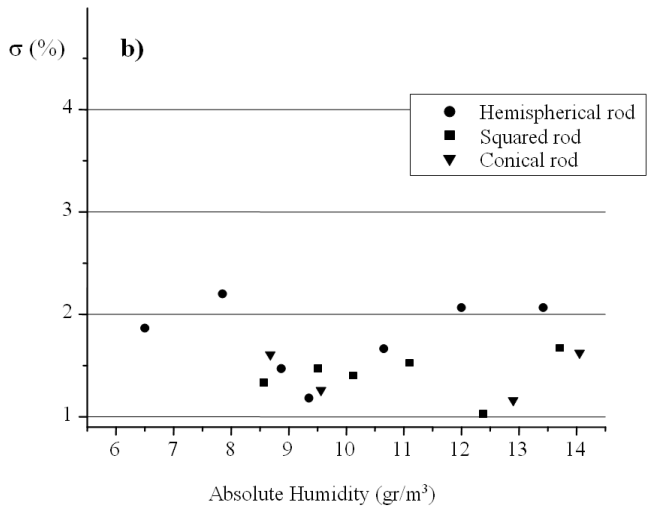 σ (%)
b)
4
3
2
1
Hemispherical rod
Squared rod
Conical rod
6 7 8 9 10 11 12 13 14
Absolute Humidity (gr/m³)